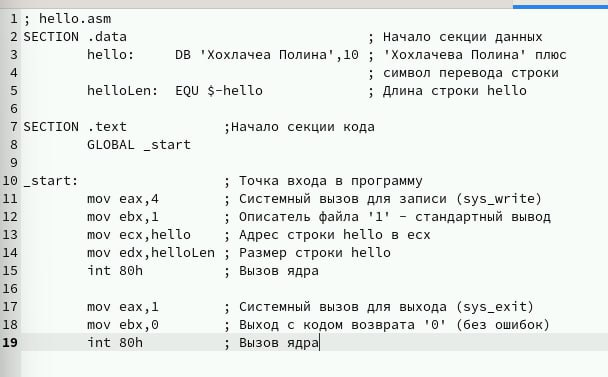 1 ; hello.asm
2 SECTION .data                              ; Начало секции данных
3         hello:     DB 'Хохлачеа Полина',10 ; 'Хохлачева Полина' плюс
4                                            ; символ перевода строки
5         helloLen:  EQU $-hello             ; Длина строки hello
6
7 SECTION .text            ;Начало секции кода
8         GLOBAL _start
9
10 _start:                  ; Точка входа в программу
11         mov eax,4        ; Системный вызов для записи (sys_write)
12         mov ebx,1        ; Описатель файла '1' - стандартный вывод
13         mov ecx,hello    ; Адрес строки hello в ecx
14         mov edx,helloLen ; Размер строки hello
15         int 80h          ; Вызов ядра
16
17         mov eax,1        ; Системный вызов для выхода (sys_exit)
18         mov ebx,0        ; Выход с кодом возврата '0' (без ошибок)
19         int 80h          ; Вызов ядра